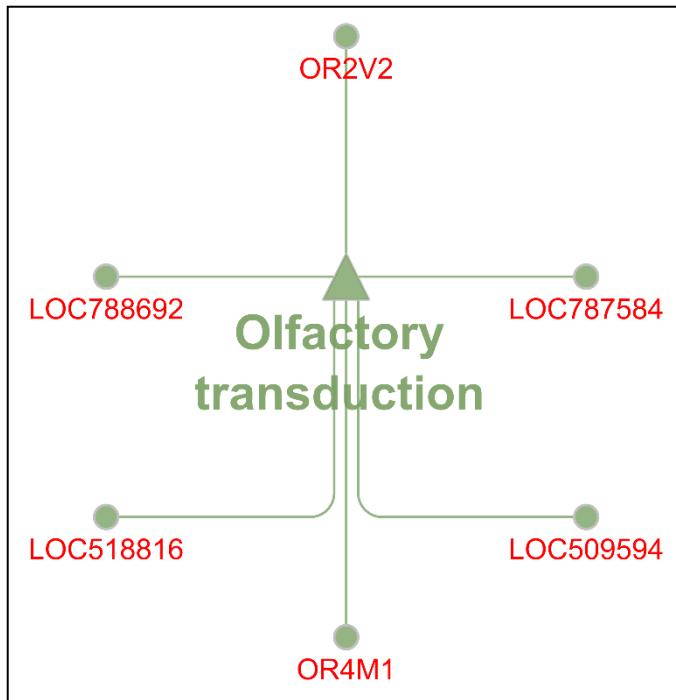 OR2V2
LOC788692
LOC787584
Olfactory
transduction
LOC518816
LOC509594
OR4M1